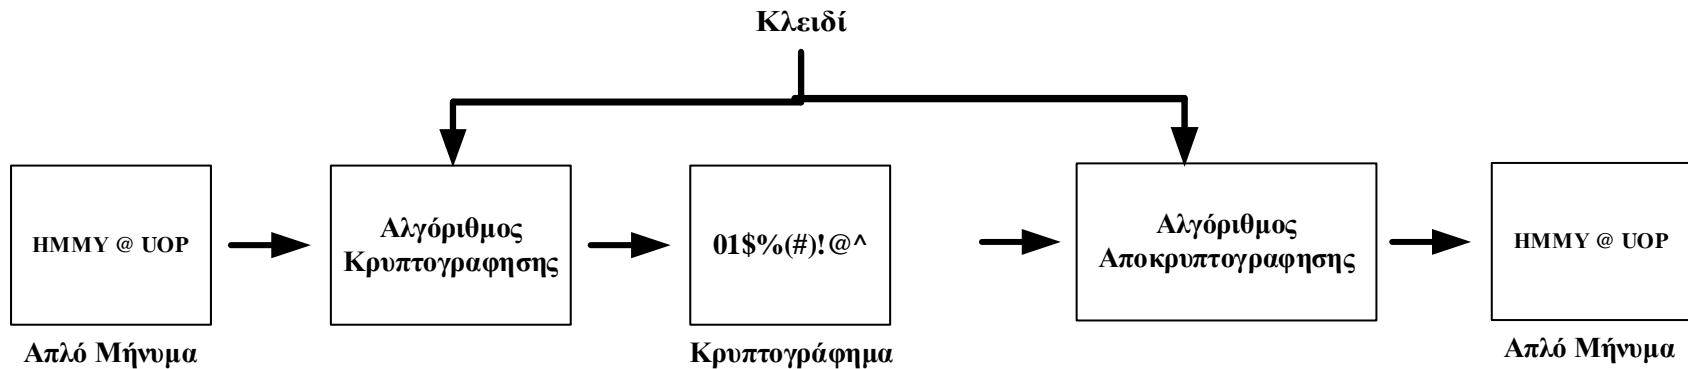 Κλειδί
HMMY @ UOP
Αλγόριθμος
Κρυπτογραφησης
01$%(#)!@^
Αλγόριθμος
Αποκρυπτογραφησης
HMMY @ UOP
Απλό Μήνυμα
Κρυπτογράφημα
Απλό Μήνυμα